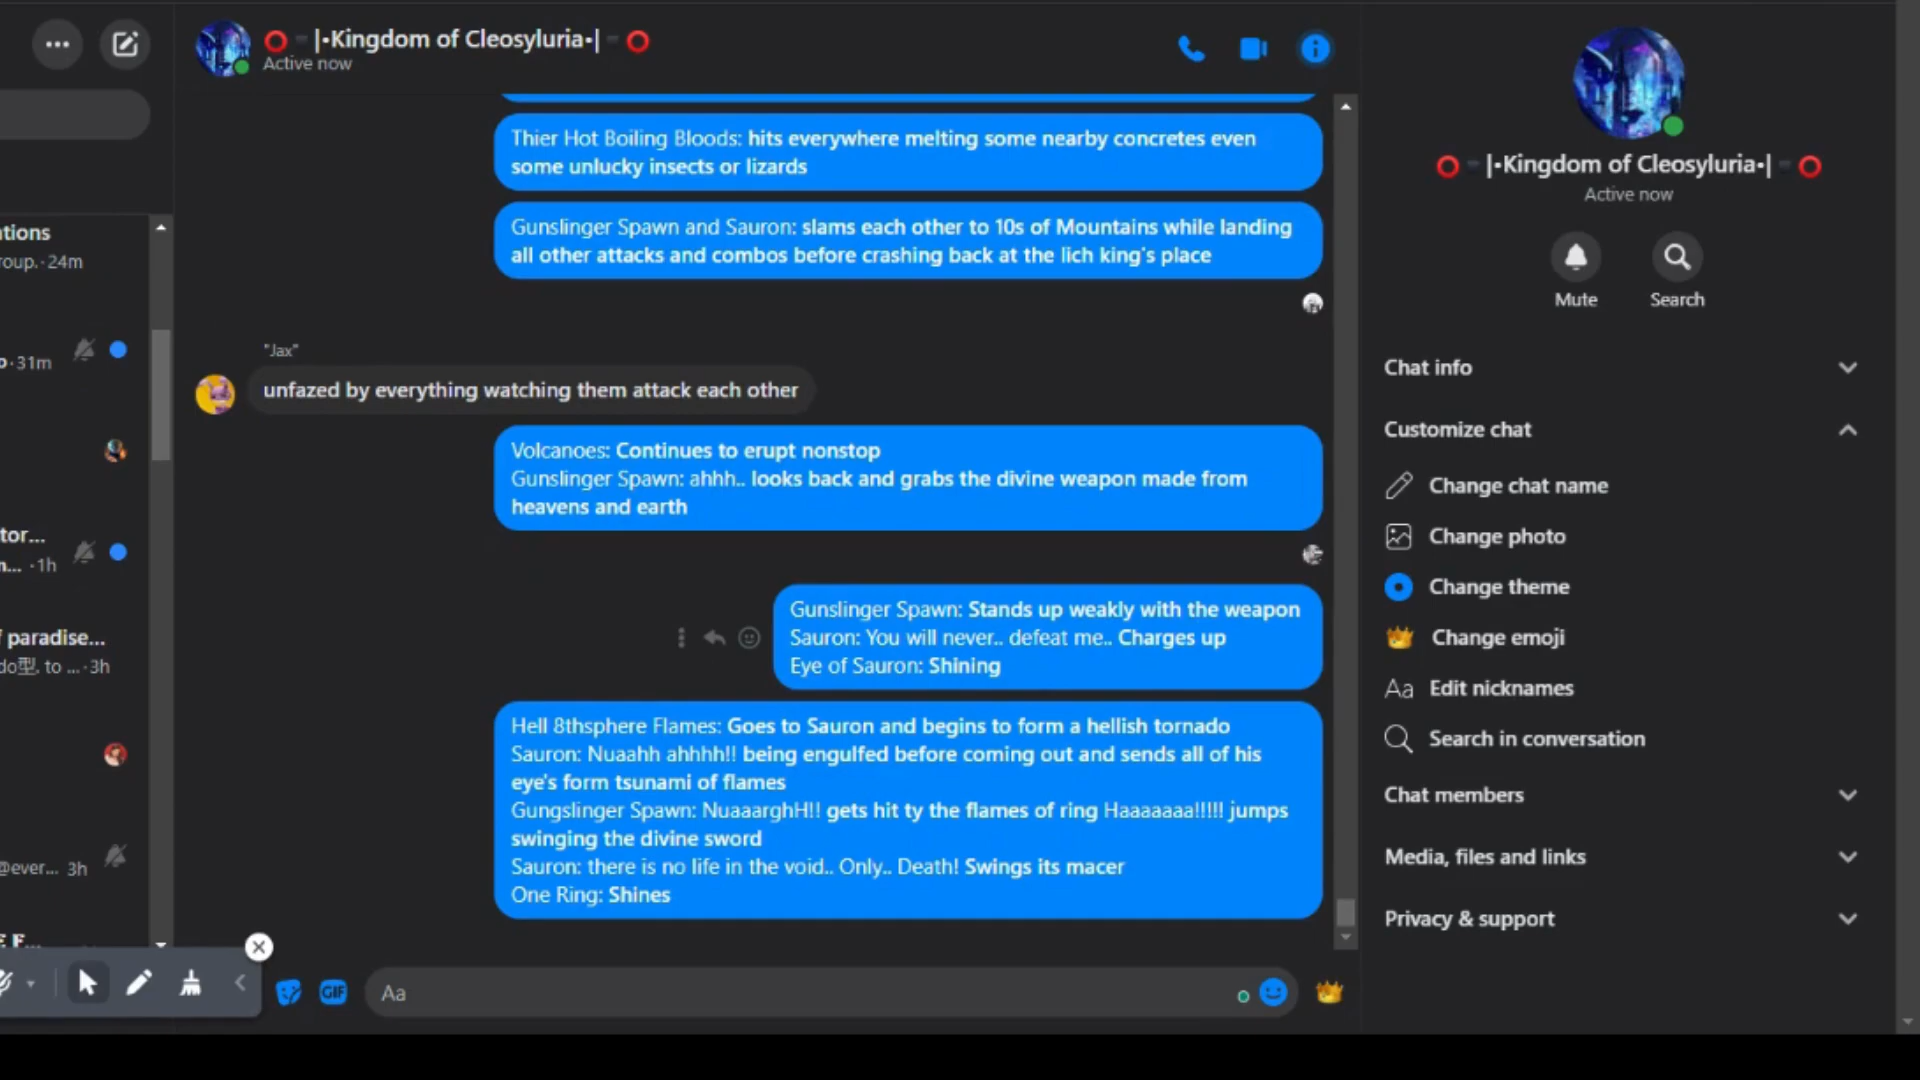 tions
roup. · 24m
· 31m
tor...
... · 1h
paradise...
do型, to ... · 3h
@ever... 3h
|•Kingdom of Cleosyluria•|
Active now
Thier Hot Boiling Bloods: hits everywhere melting some nearby concretes even
some unlucky insects or lizards
Gunslinger Spawn and Sauron: slams each other to 10s of Mountains while landing
all other attacks and combos before crashing back at the lich king's place
"Jax"
unfazed by everything watching them attack each other
Volcanoes: Continues to erupt nonstop
Gunslinger Spawn: ahhh.. looks back and grabs the divine weapon made from
heavens and earth
Gunslinger Spawn: Stands up weakly with the weapon
Sauron: You will never.. defeat me.. Charges up
Eye of Sauron: Shining
Hell 8thsphere Flames: Goes to Sauron and begins to form a hellish tornado
Sauron: Nuaahh ahhhh!! being engulfed before coming out and sends all of his
eye's form tsunami of flames
Gungslinger Spawn: NuaaarghH!! gets hit ty the flames of ring Haaaaaaa!!!!! jumps
swinging the divine sword
Sauron: there is no life in the void.. Only.. Death! Swings its macer
One Ring: Shines
GIF
Aa
|•Kingdom of Cleosyluria•|
Active now
Mute
Search
Chat info
Customize chat
Change chat name
Change photo
Change theme
Change emoji
Aa Edit nicknames
Search in conversation
Chat members
Media, files and links
Privacy & support